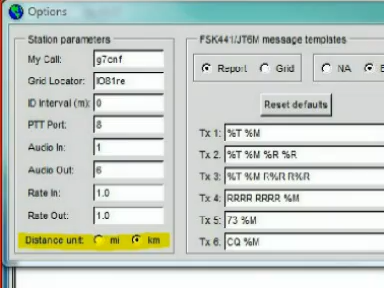 Options
Station parameters
My Call: g7cnf
Grid Locator: IO81re
ID Interval (m): 0
PTT Port: 8
Audio In: 1
Audio Out: 6
Rate In: 1.0
Rate Out: 1.0
Distance unit: mi km
FSK441/JT6M message templates
Report Grid NA
Reset defaults
Tx 1: %T %M
Tx 2: %T %M %R %R
Tx 3: %T %M R%R R%R
Tx 4: RRRR RRRR %M
Tx 5: 73 %M
Tx 6: CQ %M